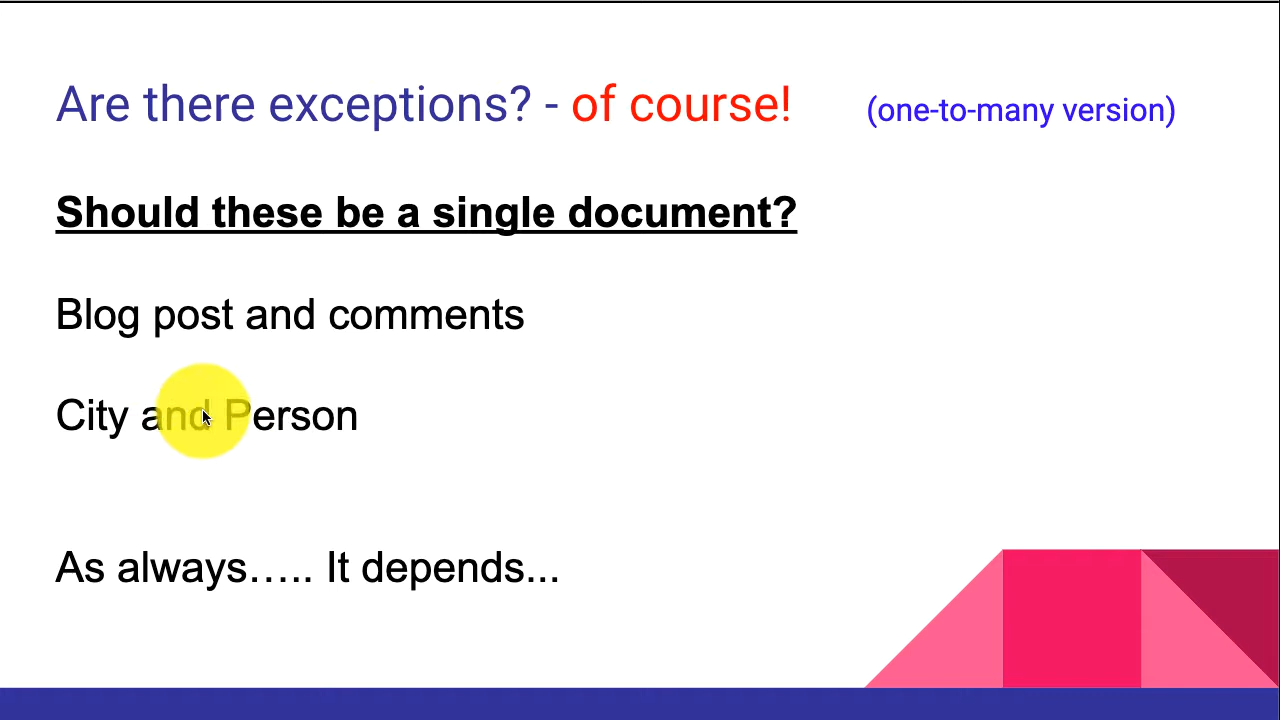 Are there exceptions? - of course! (one-to-many version)
Should these be a single document?
Blog post and comments
City and Person
As always….. It depends...